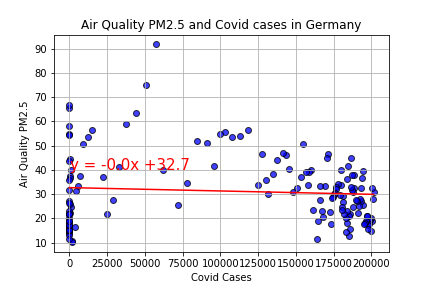 Air Quality PM2.5 and Covid cases in Germany
Air Quality PM2.5
90
80
70
60
50
40
30
20
10
y = -0.0x +32.7
0 25000 50000 75000 100000 125000 150000 175000 200000
Covid Cases